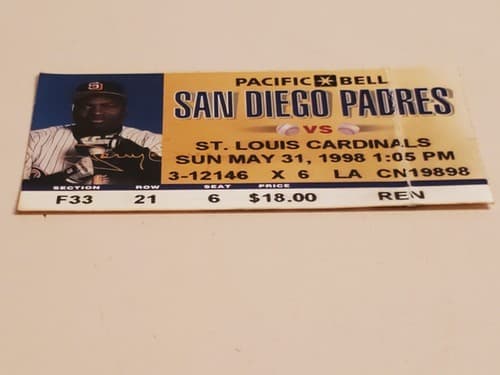 PACIFIC BELL
SAN DIEGO PADRES
VS
ST. LOUIS CARDINALS
SUN MAY 31, 1998 1:05 PM
3-12146 X 6 LA CN19898
SECTION ROW SEAT PRICE
F33 21 6 $18.00 REN